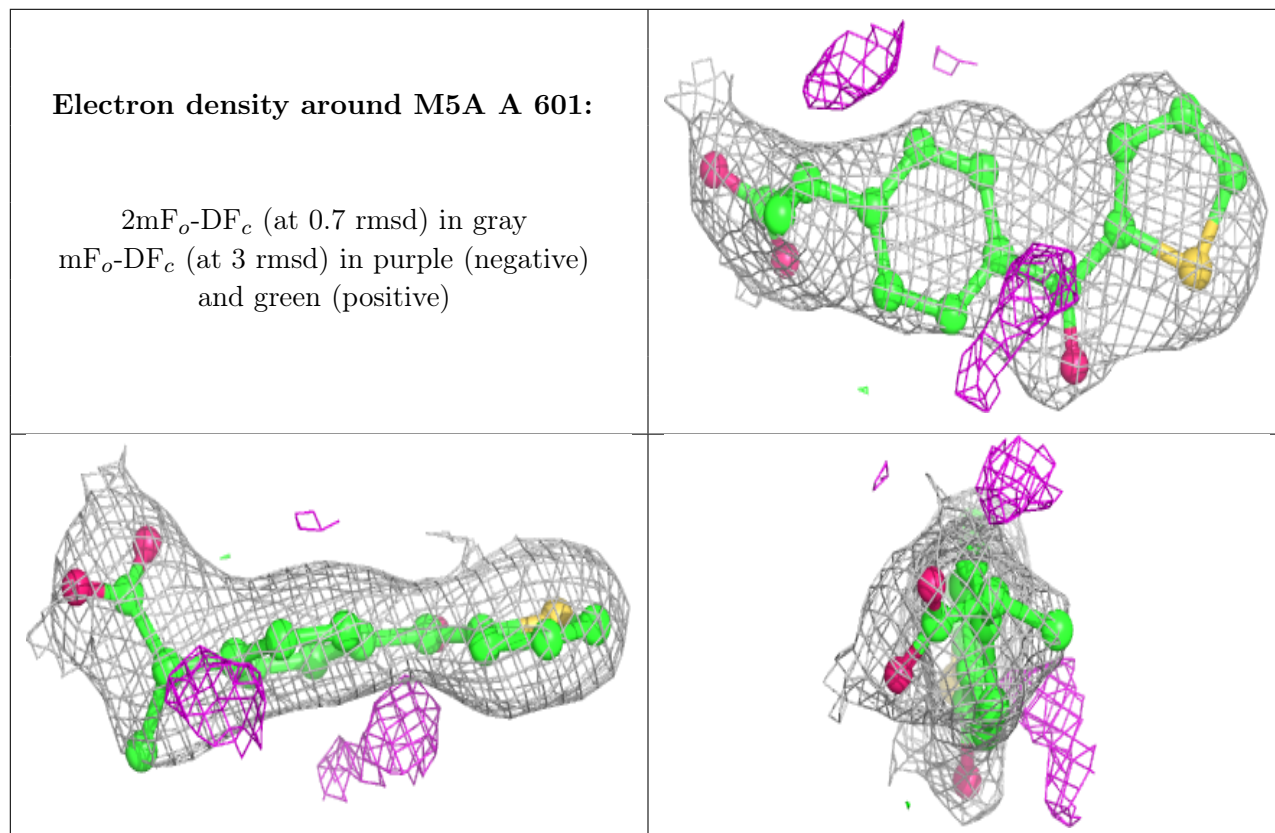 Electron density around M5A A 601:
2mFₒ-DF𝒸 (at 0.7 rmsd) in gray
mFₒ-DF𝒸 (at 3 rmsd) in purple (negative)
and green (positive)